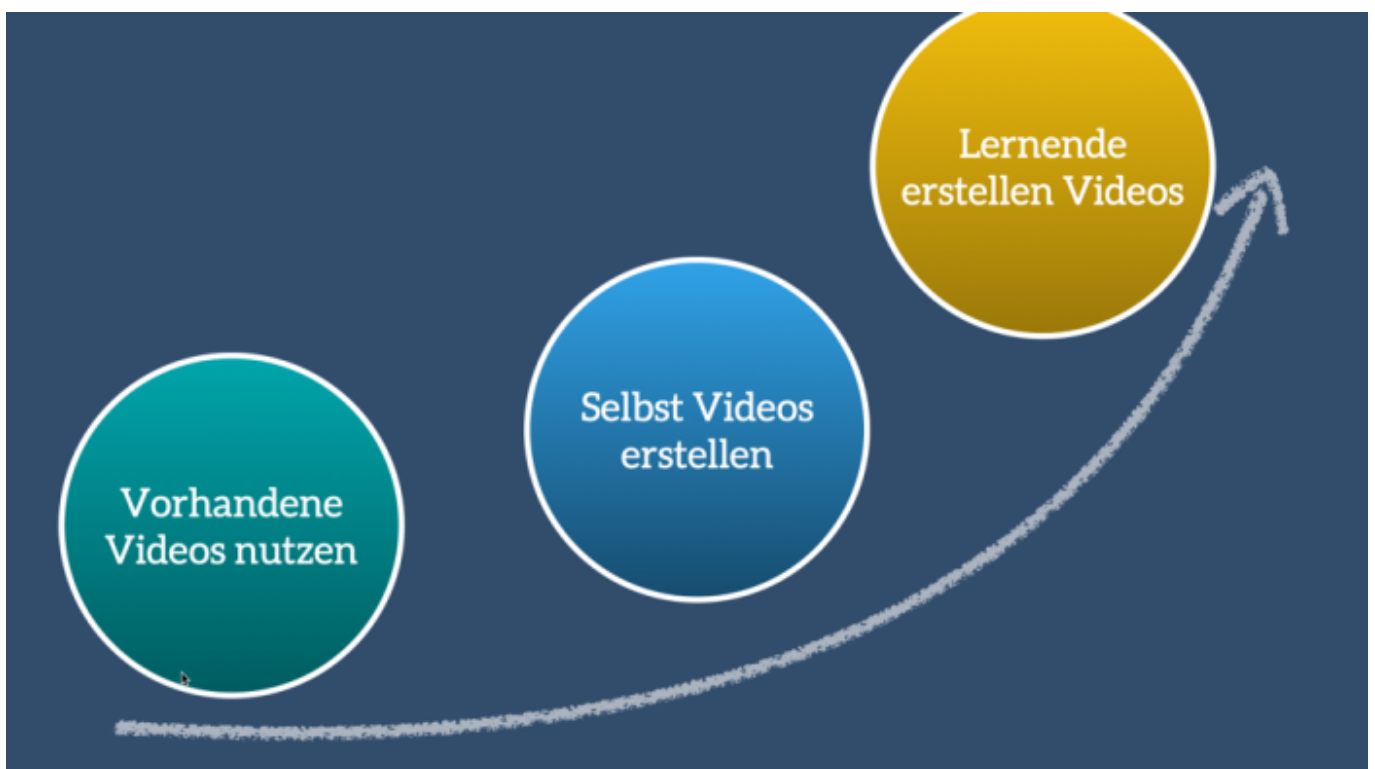 Lernende
erstellen Videos
Selbst Videos
erstellen
Vorhandene
Videos nutzen